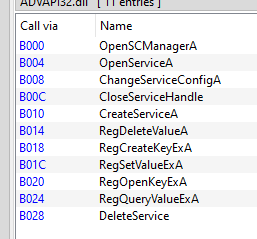 ADVAPI32.dll [ 11 entries ]
Call via Name
B000 OpenSCManagerA
B004 OpenServiceA
B008 ChangeServiceConfigA
B00C CloseServiceHandle
B010 CreateServiceA
B014 RegDeleteValueA
B018 RegCreateKeyExA
B01C RegSetValueExA
B020 RegOpenKeyExA
B024 RegQueryValueExA
B028 DeleteService